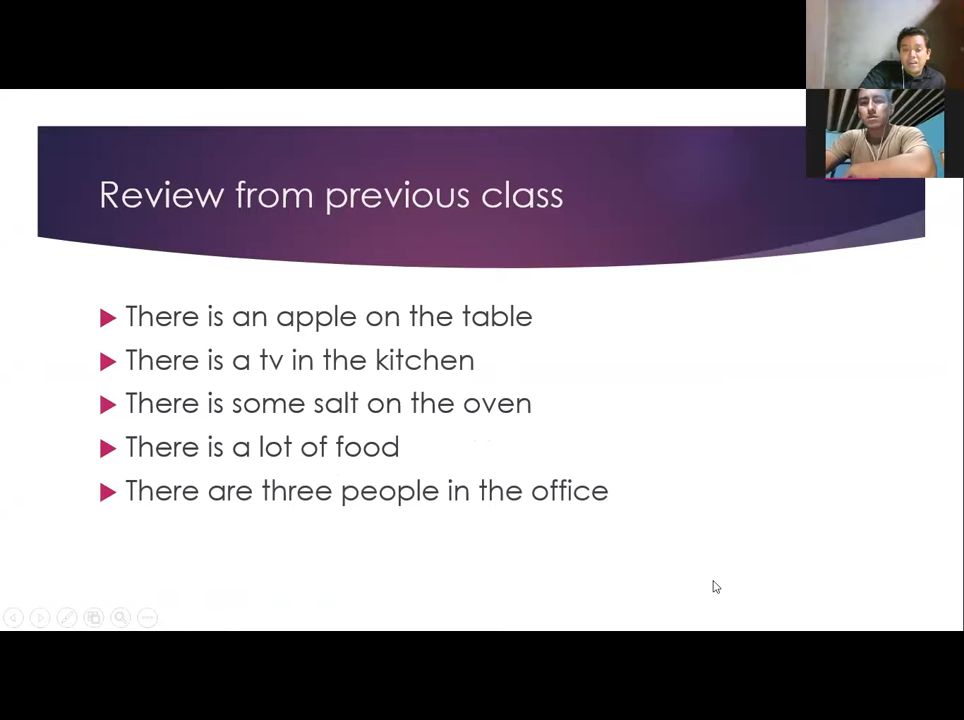 Review from previous class
There is an apple on the table
There is a tv in the kitchen
There is some salt on the oven
There is a lot of food
There are three people in the office